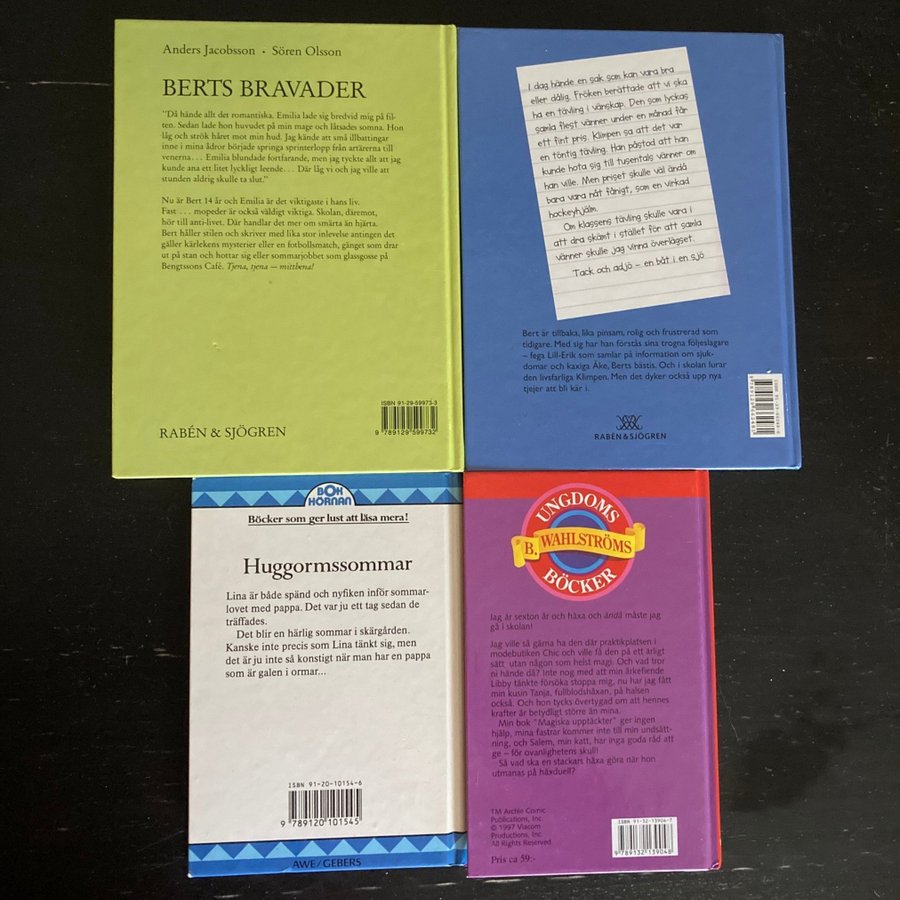 Anders Jacobsson · Sören Olsson
BERTS BRAVADER
"Då hände allt det romantiska. Emilia lade sig bredvid mig på fil-
ten. Sedan lade hon huvudet på min mage och låtsades somna. Hon
låg och strök håret mot min hud. Jag kände att små illbattingar
inne i mina ådror började springa sprinterlopp från artärerna till
venerna... Emilia blundade fortfarande, men jag tyckte allt att jag
kunde ana ett litet lyckligt leende... Där låg vi och jag ville att
stunden aldrig skulle ta slut."
Nu är Bert 14 år och Emilia är det viktigaste i hans liv.
Fast ... mopeder är också väldigt viktiga. Skolan, däremot,
hör till anti-livet. Där handlar det mer om smärta än hjärta.
Bert håller stilen och skriver med lika stor inlevelse antingen det
gäller kärlekens mysterier eller en fotbollsmatch, gänget som drar
ut på stan och hottar sig eller sommarjobbet som glassgosse på
Bengtssons Café. Tjena, tjena — mittbena!
ISBN 91-29-59973-3
9 789129 599732
RABÉN & SJÖGREN
I dag hände en sak som kan vara bra
eller dålig. Fröken berättade att vi ska
ha en tävling i vänskap. Den som lyckas
samla flest vänner under en månad får
ett fint pris. Klimpen sa att det var
en töntig tävling. Han påstod att han
kunde hota sig till tusentals vänner om
han ville. Men priset skulle väl ändå
bara vara nåt fånigt, som en virkad
hockeyhjälm.
Om klassens tävling skulle vara i
att dra skämt i stället för att samla
vänner skulle jag vinna överlägset.
Tack och adjö – en båt i en sjö
Bert är tillbaka, lika pinsam, rolig och frustrerad som
tidigare. Med sig har han förstås sina trogna följeslagare
– fega Lill-Erik som samlar på information om sjuk-
domar och kaxiga Åke, Berts bästis. Och i skolan lurar
den livsfarliga Klimpen. Men det dyker också upp nya
tjejer att bli kär i.
RABÉN & SJÖGREN
BOK
HÖRNAN
Böcker som ger lust att läsa mera!
Huggormssommar
Lina är både spänd och nyfiken inför sommar-
lovet med pappa. Det var ju ett tag sedan de
träffades.
Det blir en härlig sommar i skärgården.
Kanske inte precis som Lina tänkt sig, men
det är ju inte så konstigt när man har en pappa
som är galen i ormar...
ISBN 91-20-10154-6
9 789120 101545
AWE/GEBERS
UNGDOMS
B. WAHLSTRÖMS
BÖCKER
Jag är sexton år och häxa och ändå måste jag
gå i skolan!
Jag ville så gärna ha den där praktikplatsen i
modebutiken Chic och ville få den på ett ärligt
sätt utan någon som helst magi. Och vad tror
ni hände då? Inte nog med att min ärkefiende
Libby tänkte försöka stoppa mig, nu har jag fått
min kusin Tanja, fullblodshäxan, på halsen
också. Och hon tycks övertygad om att hennes
krafter är betydligt större än mina.
Min bok "Magiska upptäckter" ger ingen
hjälp, mina fastrar kommer inte till min undsätt-
ning, och Salem, min katt, har inga goda råd att
ge – för ovanlighetens skull!
Så vad ska en stackars häxa göra när hon
utmanas på häxduell?
TM Archie Comic
Publications, Inc.
© 1997 Viacom
Productions, Inc.
All Rights Reserved
Pris ca 59:-
ISBN 91-32-13904-7
9 789132 139048